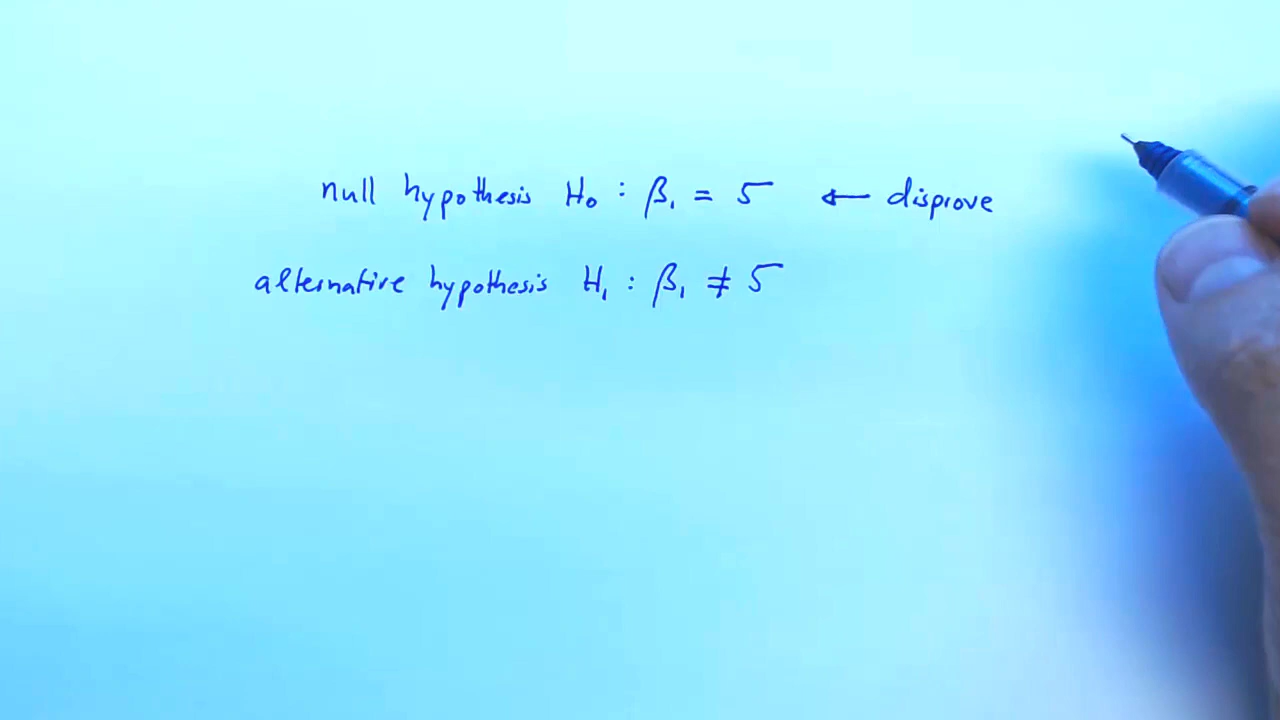 null hypothesis H₀ : β₁ = 5 ← disprove
alternative hypothesis H₁ : β₁ ≠ 5